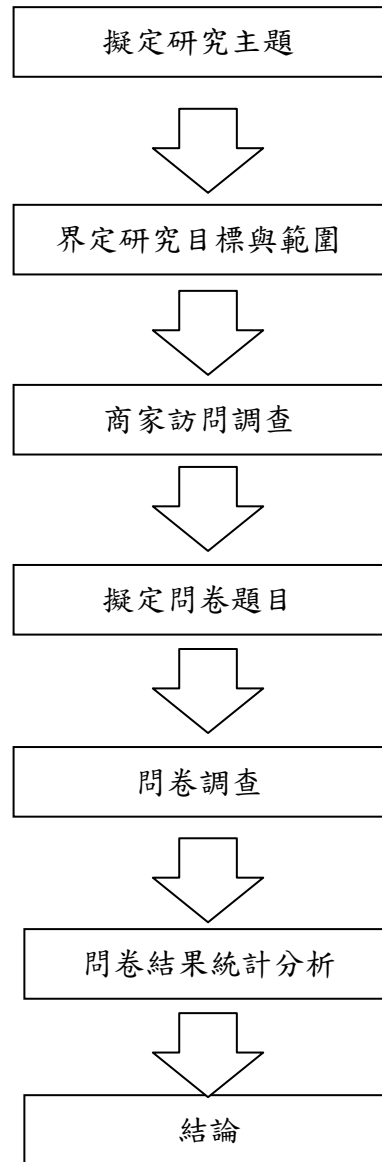 擬定研究主題
界定研究目標與範圍
商家訪問調查
擬定問卷題目
問卷調查
問卷結果統計分析
結論